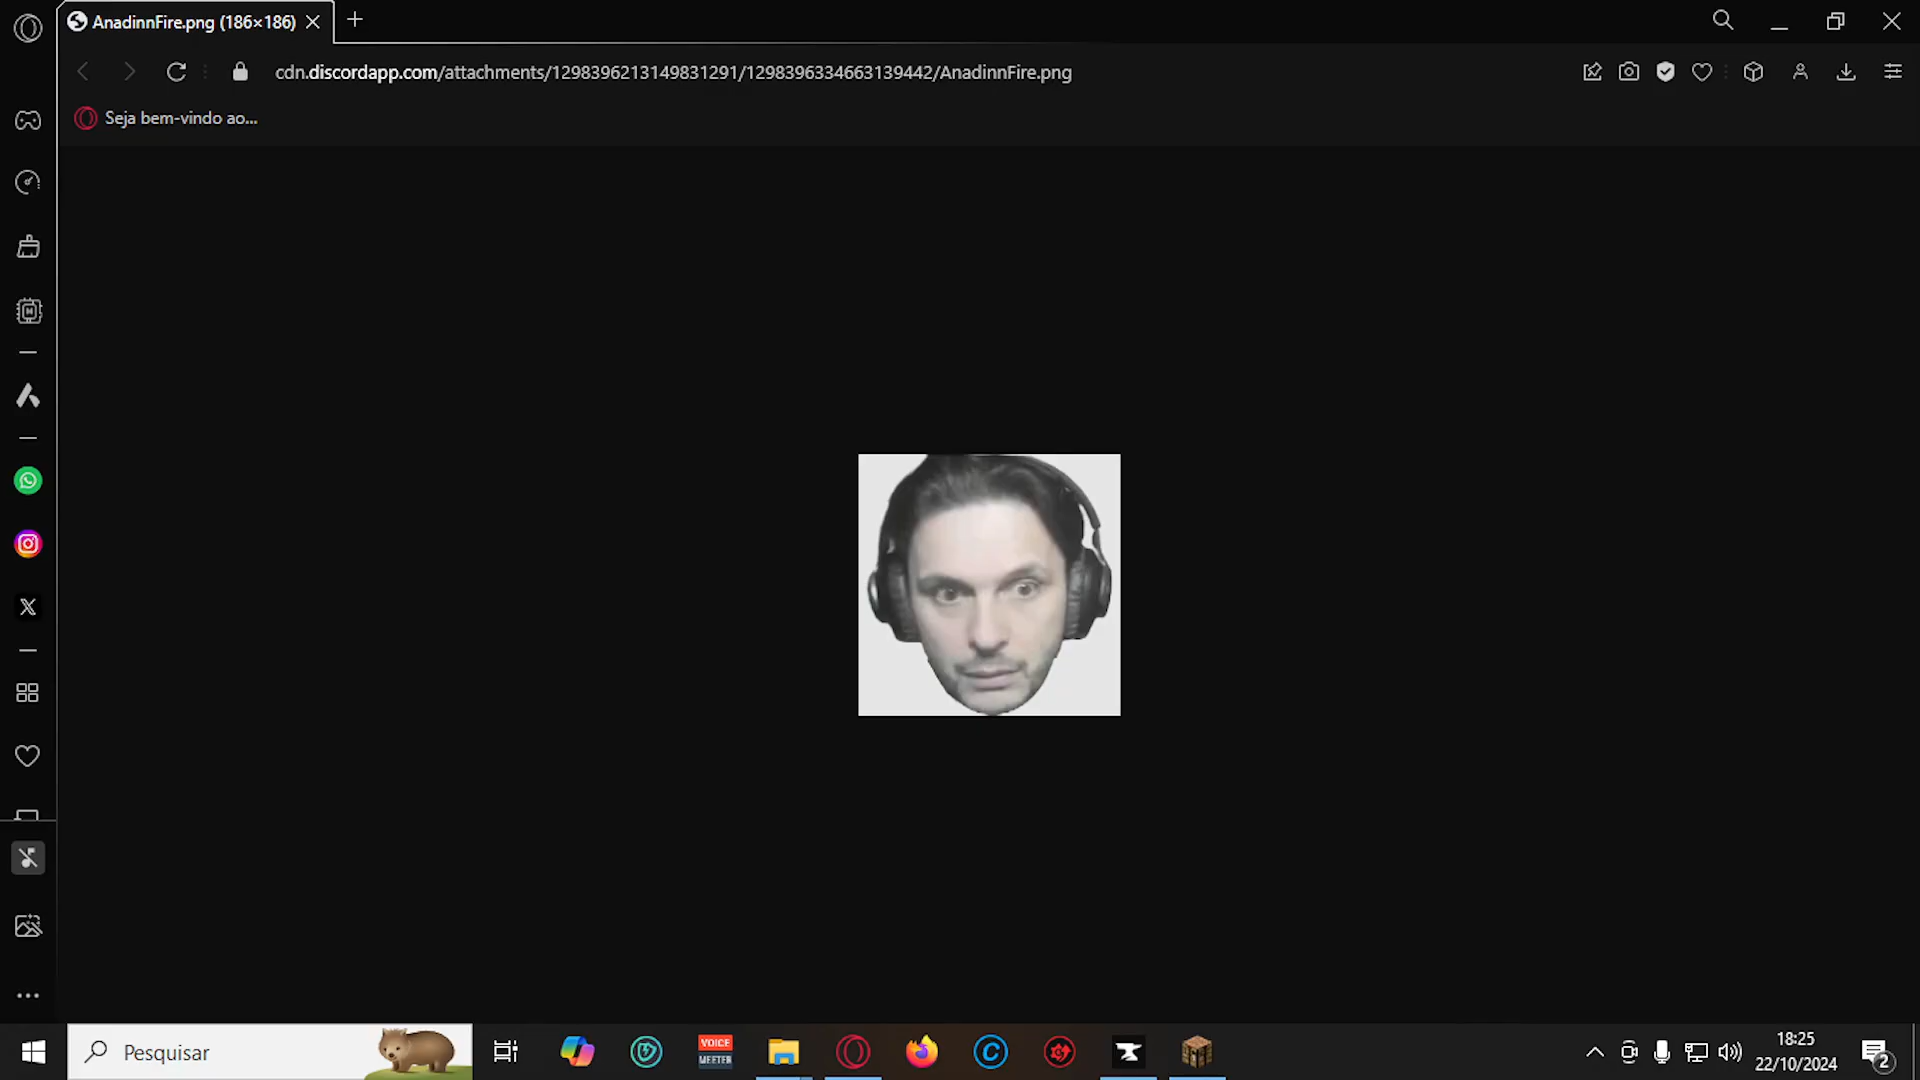 AnadinnFire.png (186×186)
cdn.discordapp.com/attachments/1298396213149831291/1298396334663139442/AnadinnFire.png
Seja bem-vindo ao...
Pesquisar
VOICE
MEETER
18:25
22/10/2024
2